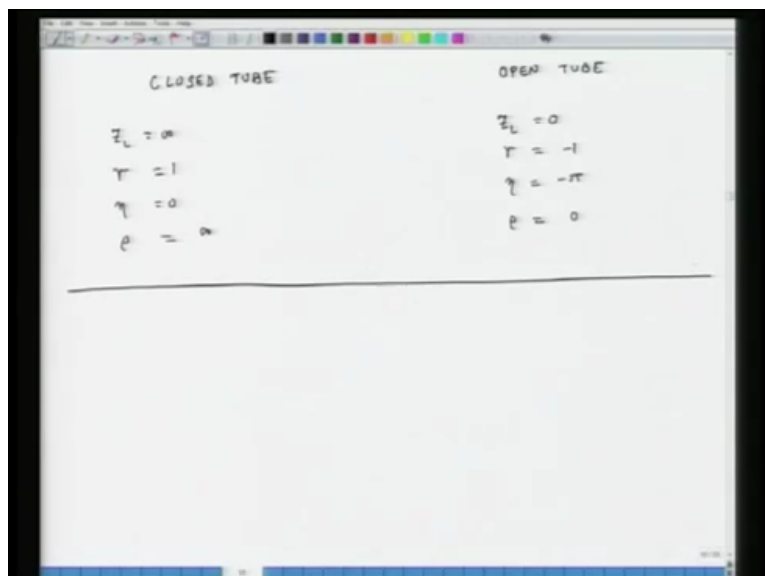 CLOSED TUBE
Z_L = ∞
r = 1
η = 0
ρ = ∞
OPEN TUBE
Z_L = 0
r = -1
η = -π
ρ = 0